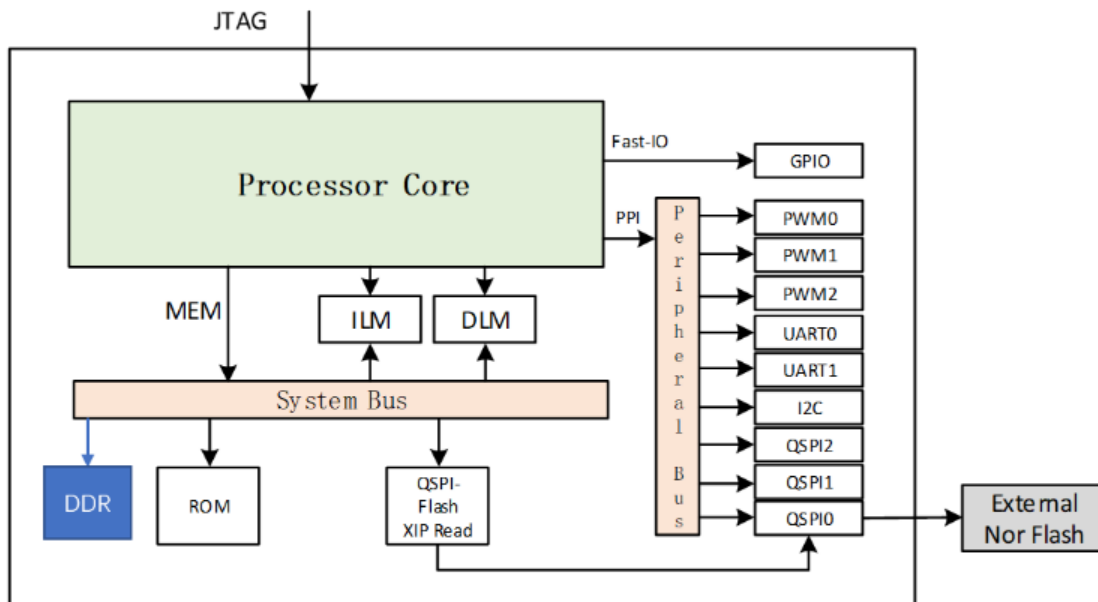 JTAG
Processor Core
Fast-IO
GPIO
PPI
Peripheral Bus
PWM0
PWM1
PWM2
UART0
UART1
I2C
QSPI2
QSPI1
QSPI0
MEM
ILM
DLM
System Bus
DDR
ROM
QSPI-
Flash
XIP Read
External
Nor Flash